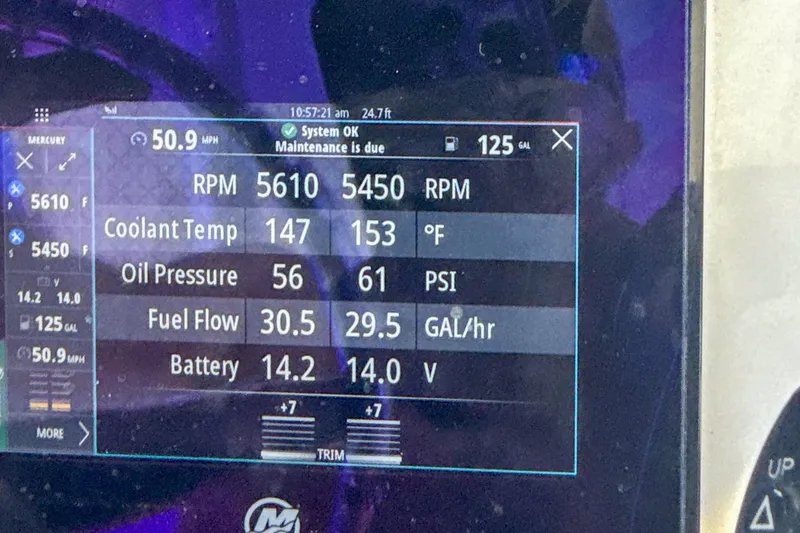 10:57:21 am 24.7 ft
MERCURY
50.9 MPH
System OK
Maintenance is due
125 GAL
P 5610
S 5450
V
14.2 14.0
125 GAL
50.9 MPH
MORE
RPM 5610 5450 RPM
Coolant Temp 147 153 °F
Oil Pressure 56 61 PSI
Fuel Flow 30.5 29.5 GAL/hr
Battery 14.2 14.0 V
+7 +7
TRIM
M
UP